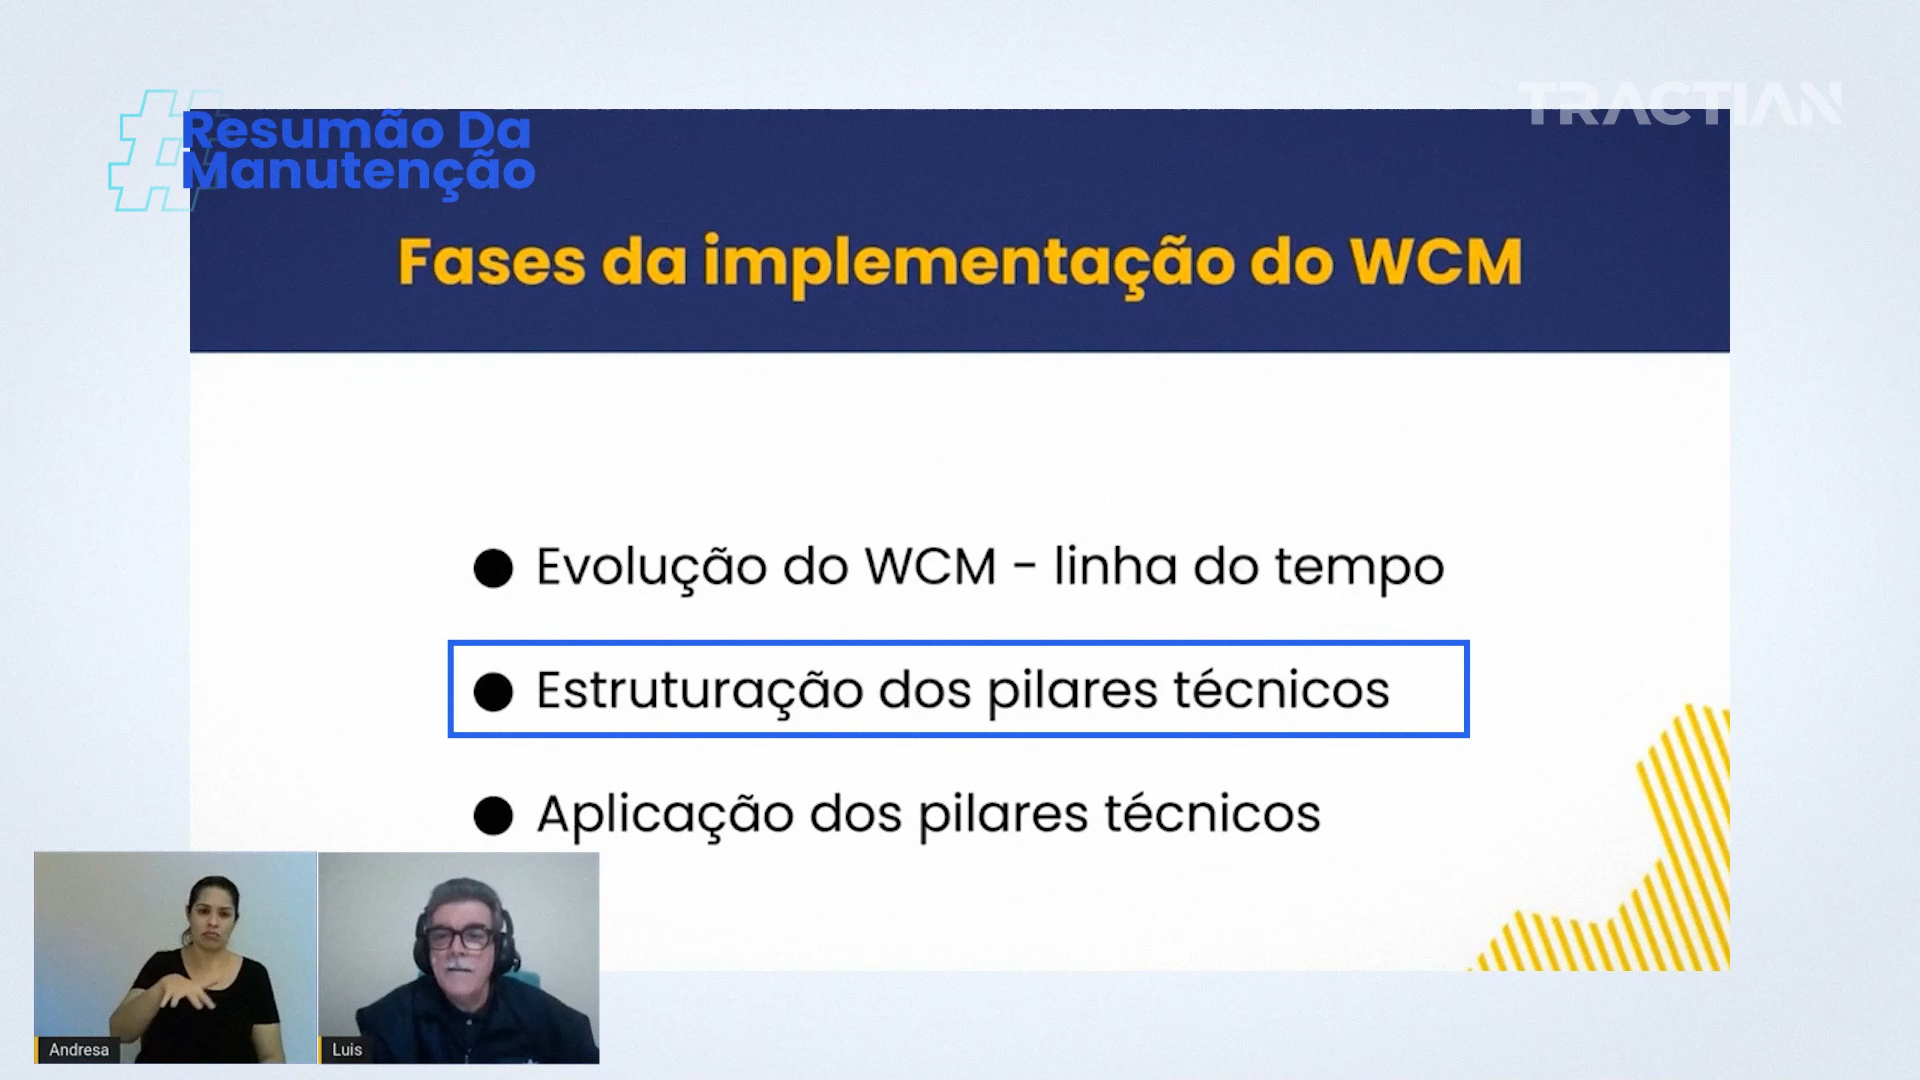 #Resumão Da
Manutenção
TRACTIAN
Fases da implementação do WCM
● Evolução do WCM - linha do tempo
● Estruturação dos pilares técnicos
● Aplicação dos pilares técnicos
Andresa
Luis